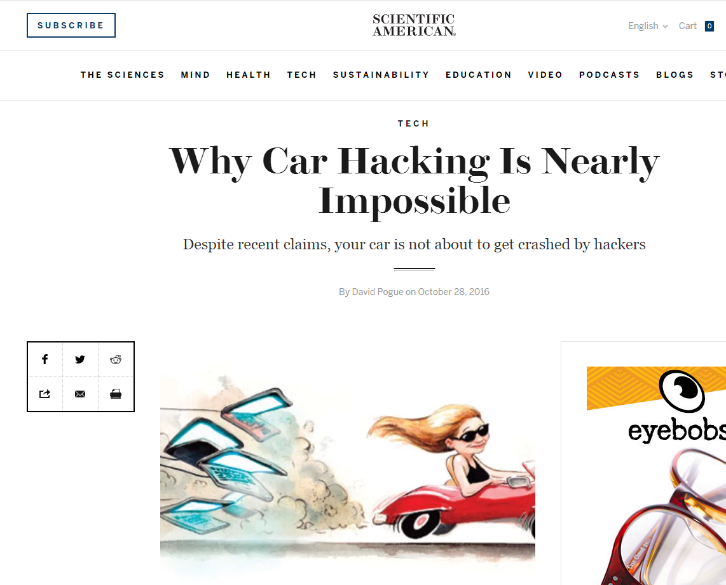 SUBSCRIBE
SCIENTIFIC
AMERICAN
English
Cart 0
THE SCIENCES MIND HEALTH TECH SUSTAINABILITY EDUCATION VIDEO PODCASTS BLOGS ST
TECH
Why Car Hacking Is Nearly
Impossible
Despite recent claims, your car is not about to get crashed by hackers
By David Pogue on October 28, 2016
eyebobs